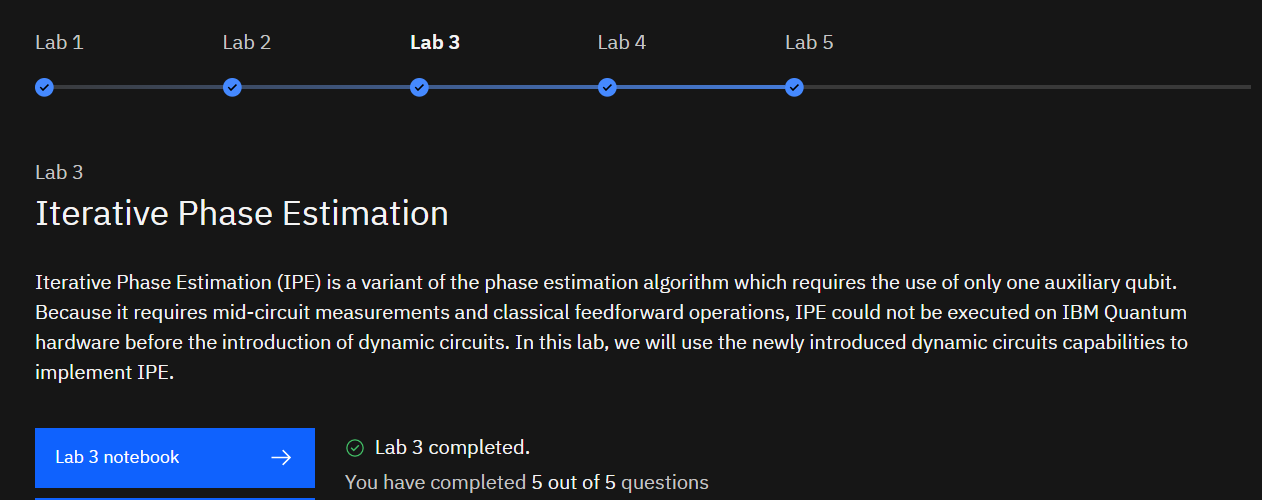 Lab 1 Lab 2 Lab 3 Lab 4 Lab 5
Lab 3
Iterative Phase Estimation
Iterative Phase Estimation (IPE) is a variant of the phase estimation algorithm which requires the use of only one auxiliary qubit.
Because it requires mid-circuit measurements and classical feedforward operations, IPE could not be executed on IBM Quantum
hardware before the introduction of dynamic circuits. In this lab, we will use the newly introduced dynamic circuits capabilities to
implement IPE.
Lab 3 notebook
Lab 3 completed.
You have completed 5 out of 5 questions